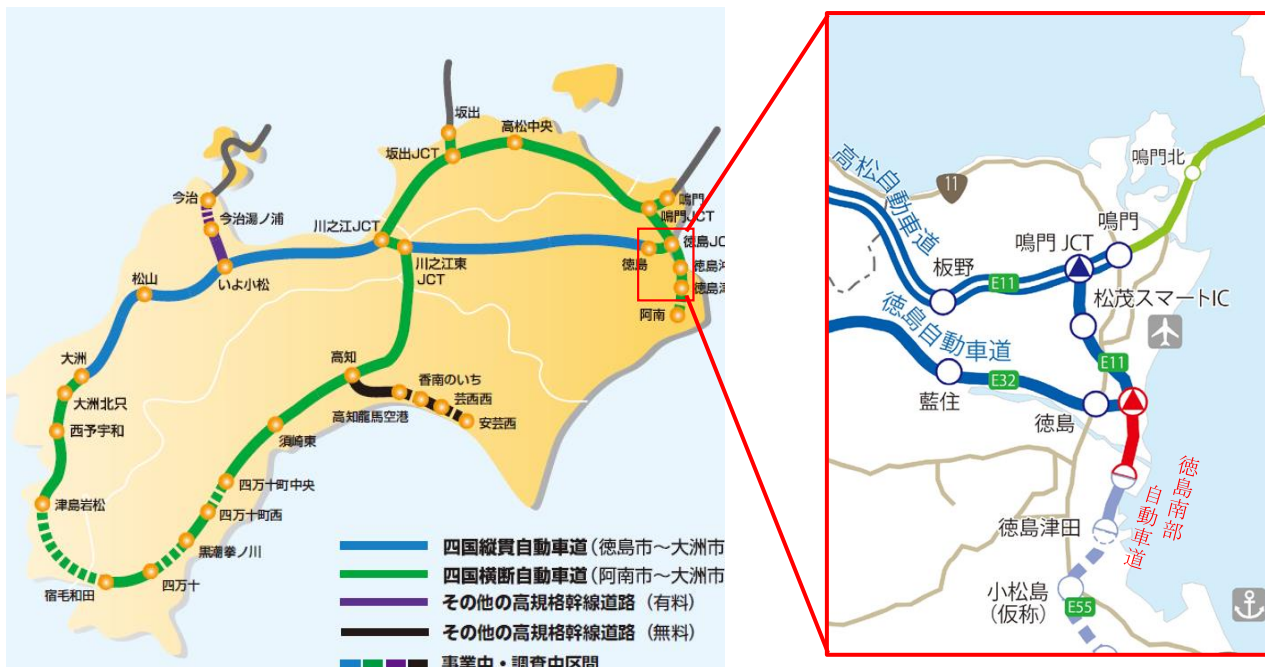 坂出
高松中央
坂出JCT
今治
今治湯ノ浦
川之江JCT
鳴門
鳴門JCT
徳島JC
松山
いよ小松
川之江東
JCT
徳島
徳島沖
徳島津
阿南
大洲
大洲北只
西予宇和
高知
香南のいち
芸西西
高知龍馬空港
安芸西
須崎東
津島岩松
四万十町中央
四万十町西
黒潮拳ノ川
四万十
宿毛和田
四国縦貫自動車道(徳島市〜大洲市
四国横断自動車道(阿南市〜大洲市
その他の高規格幹線道路(有料)
その他の高規格幹線道路(無料)
事業中・調査中区間
高松自動車道
11
鳴門北
鳴門
鳴門 JCT
板野
E11
松茂スマートIC
徳島自動車道
E11
E32
藍住
徳島
徳島南部
自動車道
徳島津田
小松島
(仮称)
E55